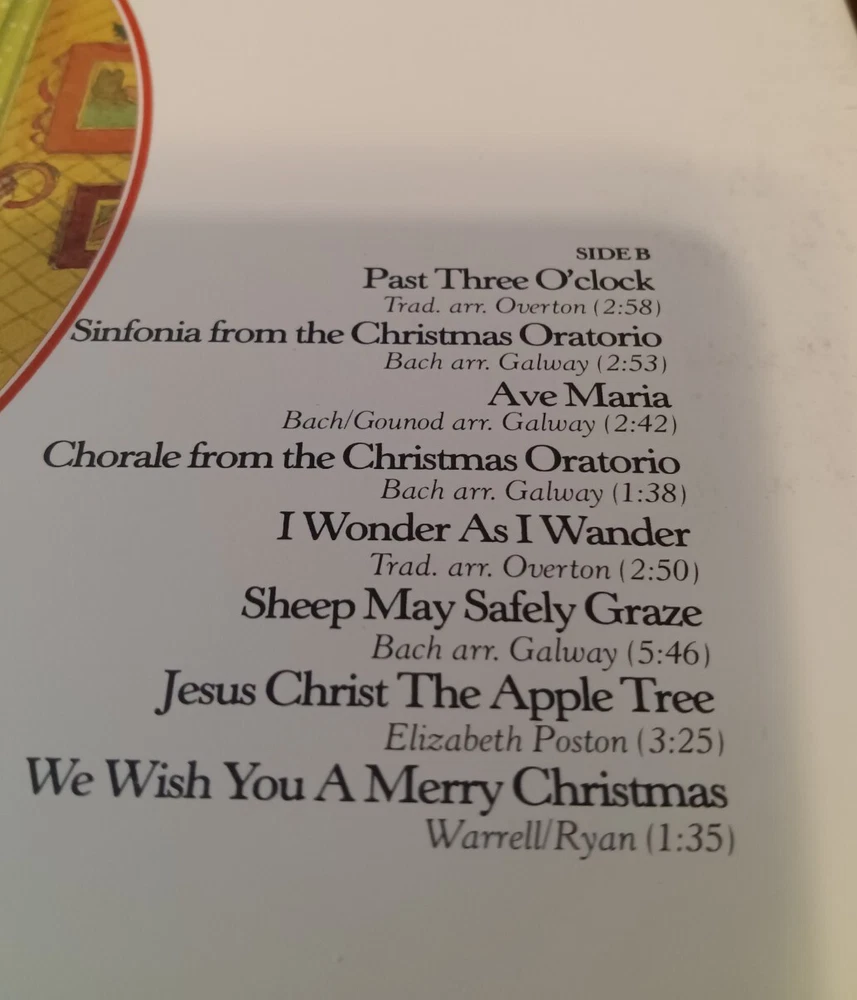 SIDE B
Past Three O'clock
Trad. arr. Overton (2:58)
Sinfonia from the Christmas Oratorio
Bach arr. Galway (2:53)
Ave Maria
Bach/Gounod arr. Galway (2:42)
Chorale from the Christmas Oratorio
Bach arr. Galway (1:38)
I Wonder As I Wander
Trad. arr. Overton (2:50)
Sheep May Safely Graze
Bach arr. Galway (5:46)
Jesus Christ The Apple Tree
Elizabeth Poston (3:25)
We Wish You A Merry Christmas
Warrell/Ryan (1:35)